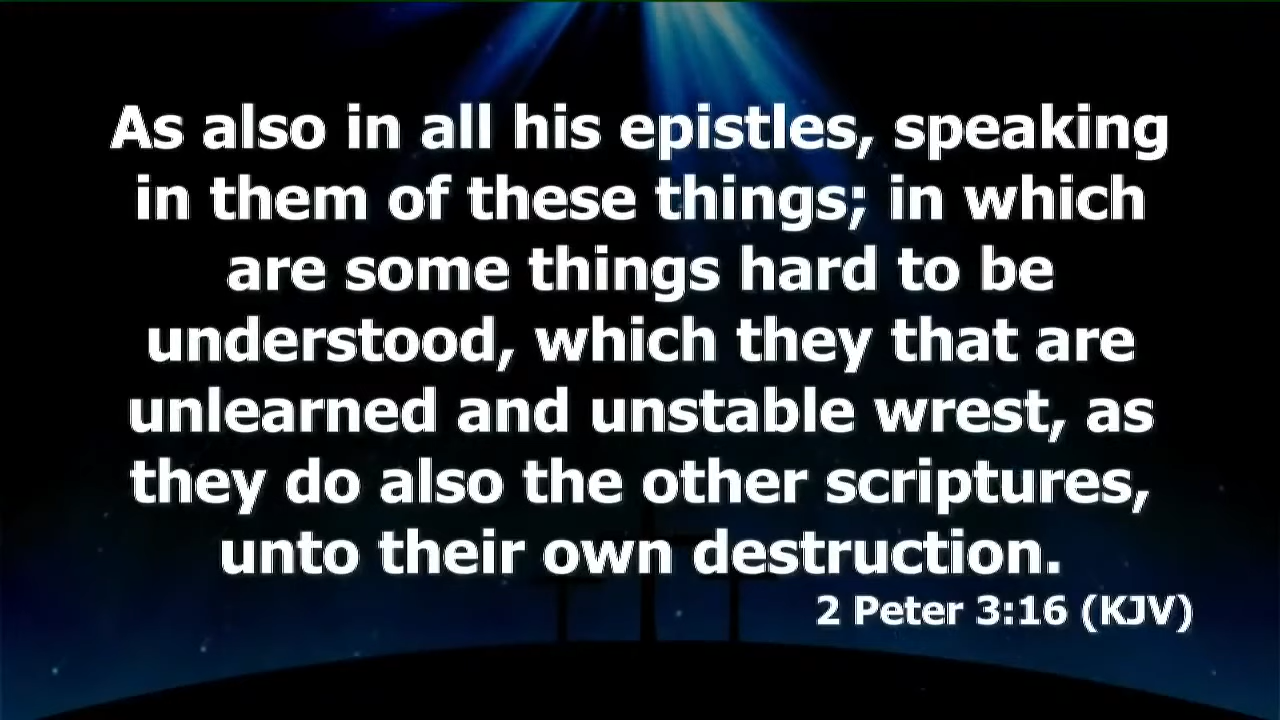 As also in all his epistles, speaking
in them of these things; in which
are some things hard to be
understood, which they that are
unlearned and unstable wrest, as
they do also the other scriptures,
unto their own destruction.
2 Peter 3:16 (KJV)